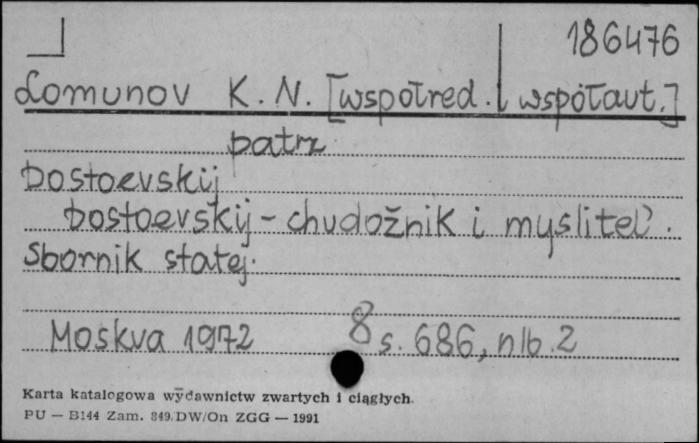 186476
Lomunov K. N. [współred. i współaut.]
patrz
Dostoevskij
Dostoevskij - chudožnik i myslitel'.
Sbornik statej.
Moskva 1972 8 s. 686, nlb. 2
Karta katalogowa wydawnictw zwartych i ciągłych.
PU — B144 Zam. 849/DW/On ZGG — 1991